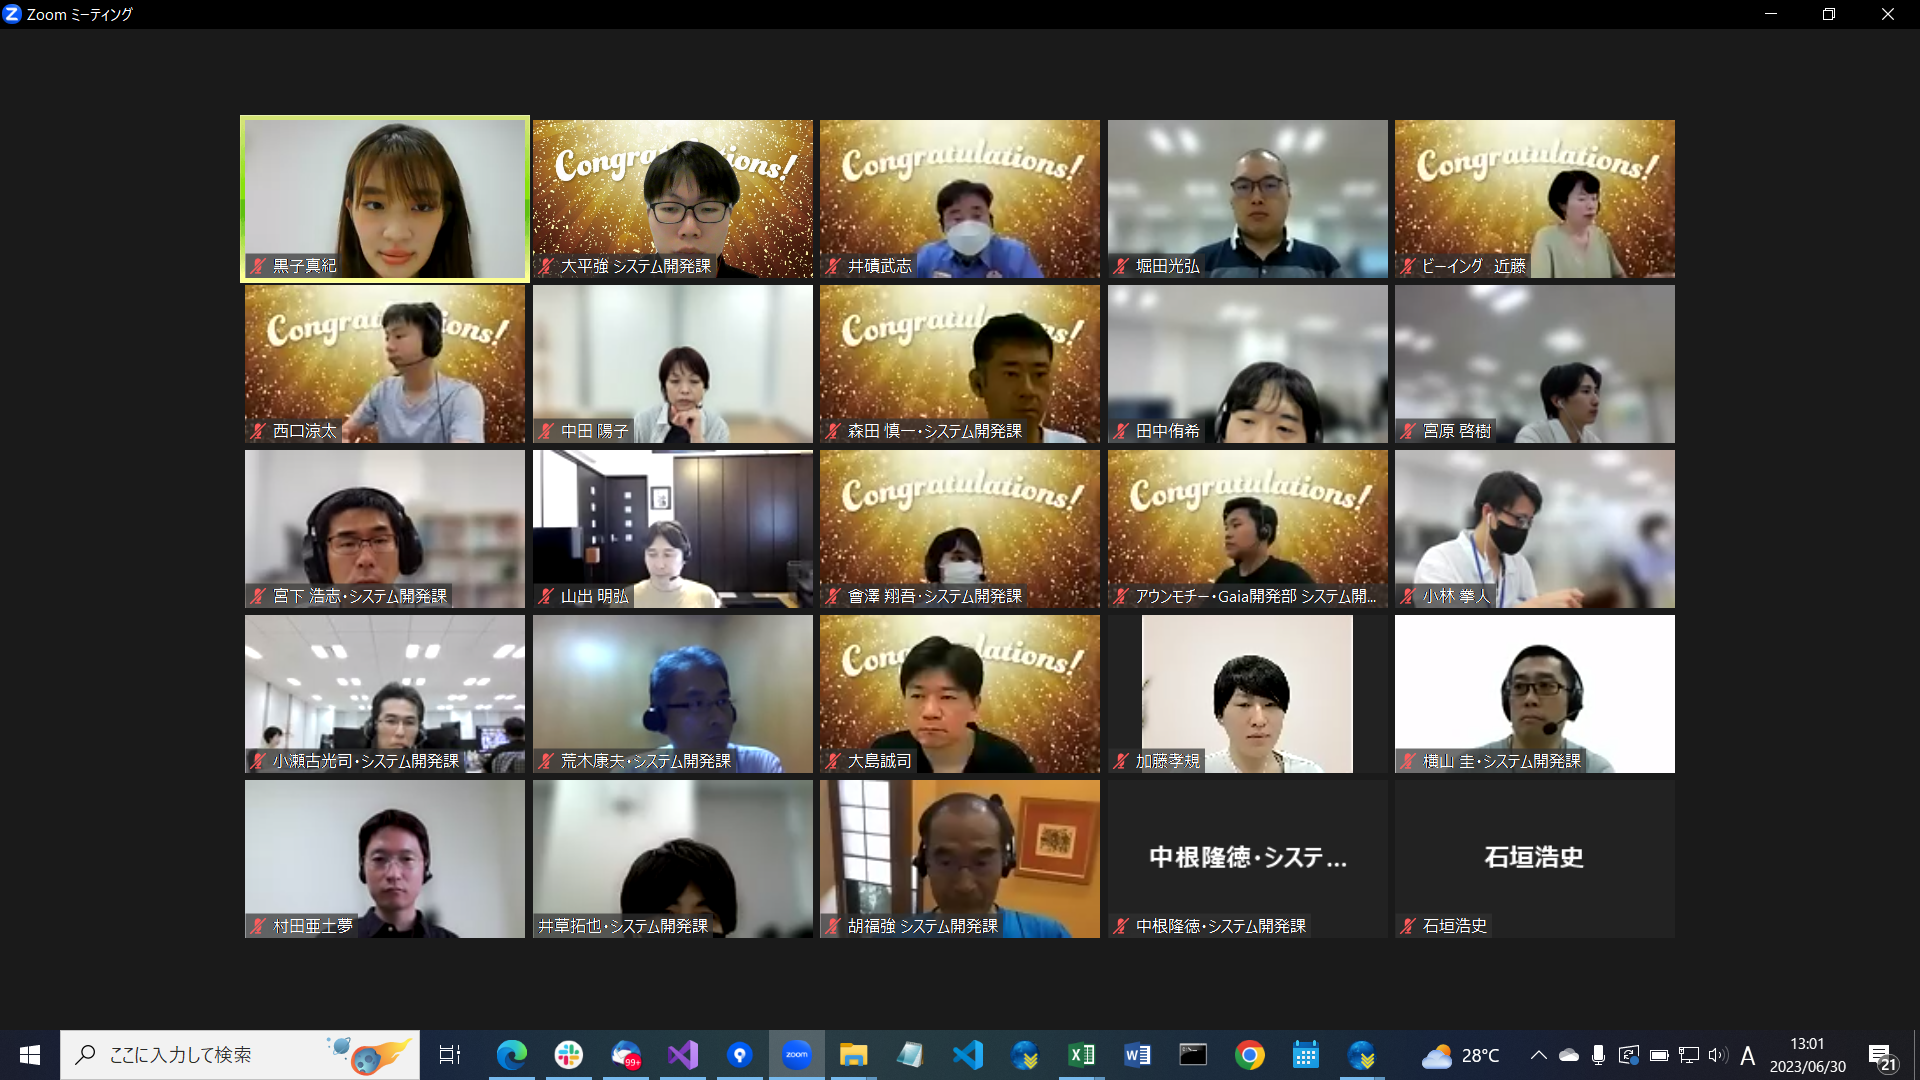 Zoom ミーティング
黒子真紀
Congratulations!
大平強 システム開発課
Congratulations!
井磧武志
堀田光弘
Congratulations!
ビーイング 近藤
Congratulations!
西口涼太
中田 陽子
Congratulations!
森田 慎一・システム開発課
田中侑希
宮原 啓樹
宮下 浩志・システム開発課
山出 明弘
Congratulations!
會澤 翔吾・システム開発課
Congratulations!
アウンモチー・Gaia開発部 システム開...
小林 拳人
小瀬古光司・システム開発課
荒木康夫・システム開発課
Congratulations!
大島誠司
加藤孝規
横山 圭・システム開発課
村田亜土夢
井草拓也・システム開発課
胡福強 システム開発課
中根隆徳・システ...
中根隆徳・システム開発課
石垣浩史
石垣浩史
ここに入力して検索
99+
zoom
28°C
A
13:01
2023/06/30
21